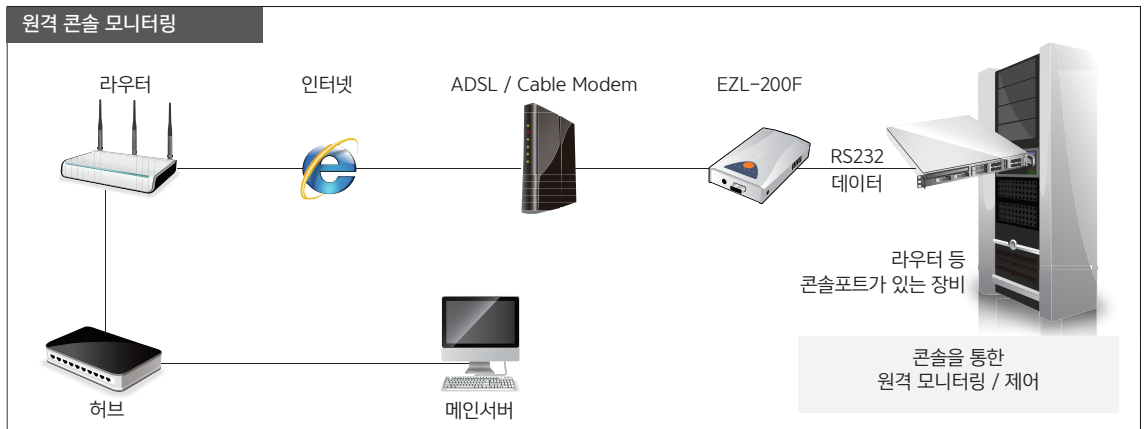 원격 콘솔 모니터링
라우터
인터넷
ADSL / Cable Modem
EZL-200F
RS232
데이터
라우터 등
콘솔포트가 있는 장비
허브
메인서버
콘솔을 통한
원격 모니터링 / 제어